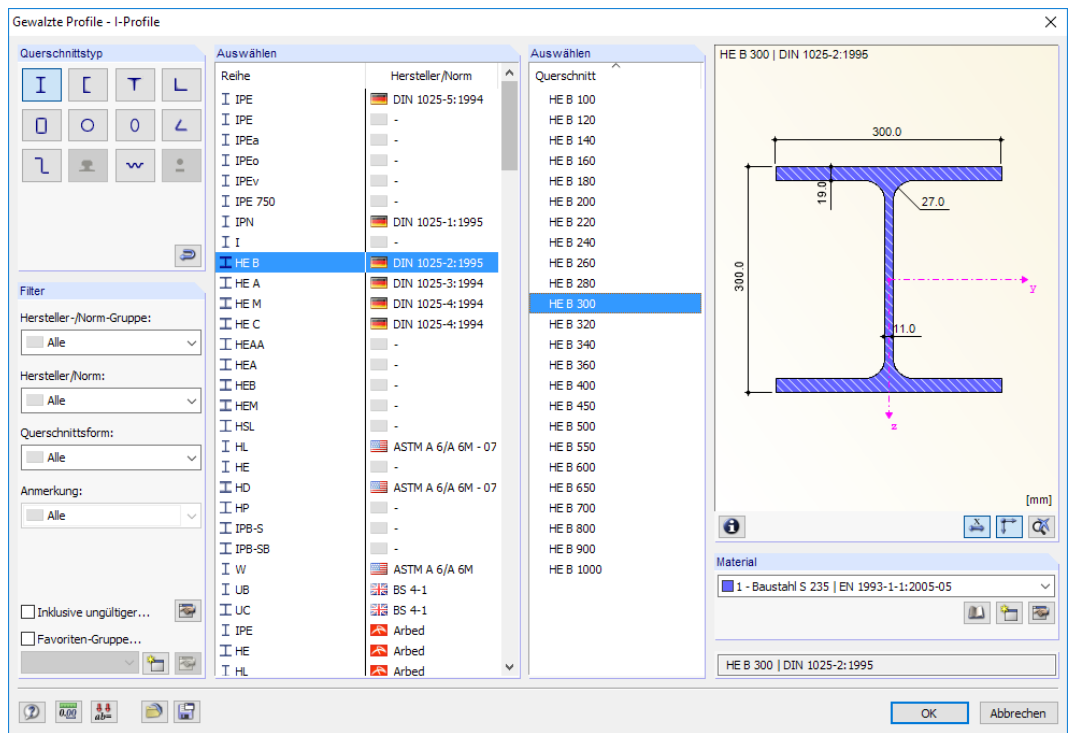 Gewalzte Profile - I-Profile
Querschnittstyp
Filter
Hersteller-/Norm-Gruppe:
Alle
Hersteller/Norm:
Alle
Querschnittsform:
Alle
Anmerkung:
Alle
Inklusive ungültiger...
Favoriten-Gruppe...
Auswählen
Reihe Hersteller/Norm
IPE DIN 1025-5:1994
IPE -
IPEa -
IPEo -
IPEv -
IPE 750 -
IPN DIN 1025-1:1995
I -
HE B DIN 1025-2:1995
HE A DIN 1025-3:1994
HE M DIN 1025-4:1994
HE C DIN 1025-4:1994
HEAA -
HEA -
HEB -
HEM -
HSL -
HL ASTM A 6/A 6M - 07
HE -
HD ASTM A 6/A 6M - 07
HP -
IPB-S -
IPB-SB -
W ASTM A 6/A 6M
UB BS 4-1
UC BS 4-1
IPE Arbed
HE Arbed
HL Arbed
Auswählen
Querschnitt
HE B 100
HE B 120
HE B 140
HE B 160
HE B 180
HE B 200
HE B 220
HE B 240
HE B 260
HE B 280
HE B 300
HE B 320
HE B 340
HE B 360
HE B 400
HE B 450
HE B 500
HE B 550
HE B 600
HE B 650
HE B 700
HE B 800
HE B 900
HE B 1000
HE B 300 | DIN 1025-2:1995
300.0
19.0
27.0
300.0
y
11.0
z
[mm]
Material
1 - Baustahl S 235 | EN 1993-1-1:2005-05
HE B 300 | DIN 1025-2:1995
0.00
ab=
OK
Abbrechen